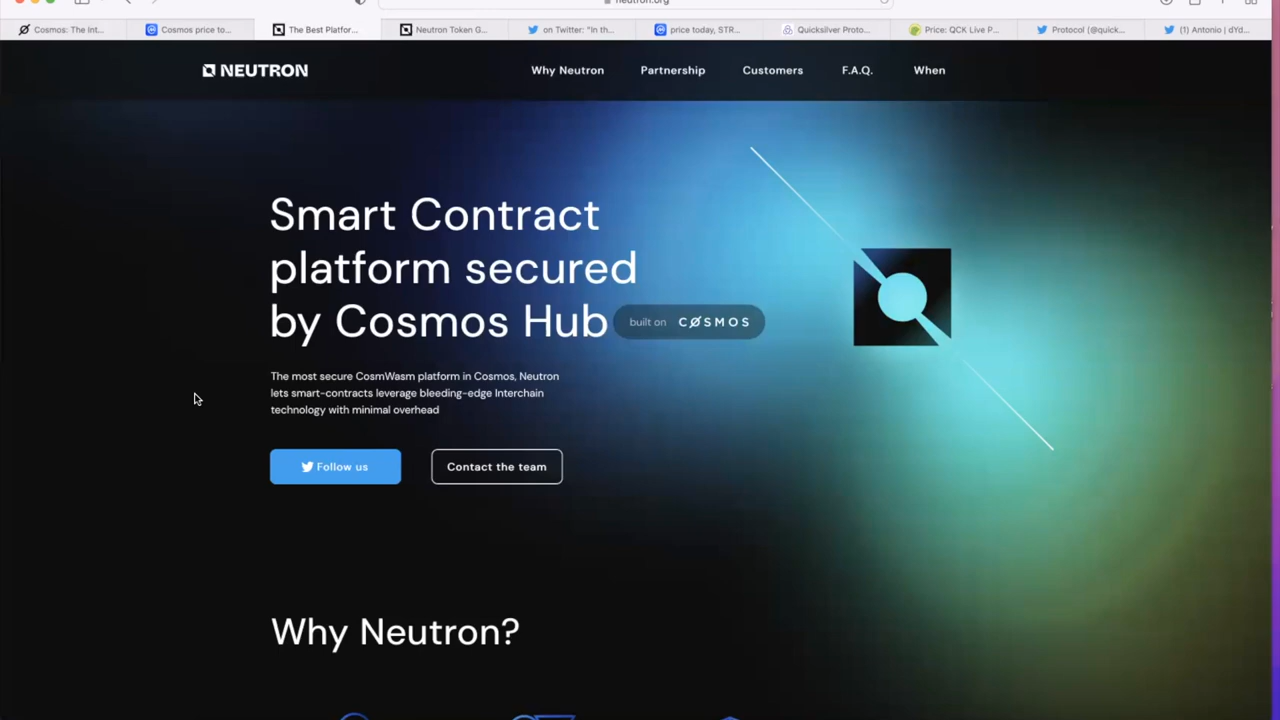 neutron.org
Cosmos: The Int...
Cosmos price to...
The Best Platfor...
Neutron Token G...
on Twitter: "In th...
price today, STR...
Quicksilver Proto...
Price: QCK Live P...
Protocol (@quick...
(1) Antonio | dYd...
NEUTRON
Why Neutron
Partnership
Customers
F.A.Q.
When
Smart Contract
platform secured
by Cosmos Hub
built on COSMOS
The most secure CosmWasm platform in Cosmos, Neutron
lets smart-contracts leverage bleeding-edge Interchain
technology with minimal overhead
Follow us
Contact the team
Why Neutron?